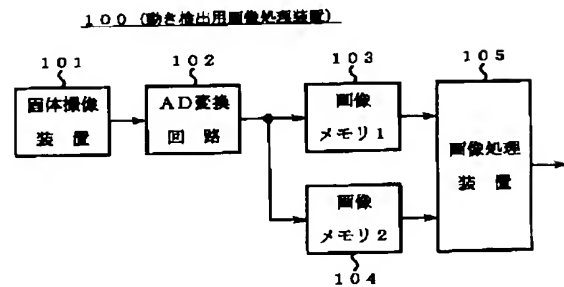 100 (動き検出用画像処理装置)
101
102
103
105
固体撮像
装置
AD変換
回路
画像
メモリ1
画像処理
装置
画像
メモリ2
104